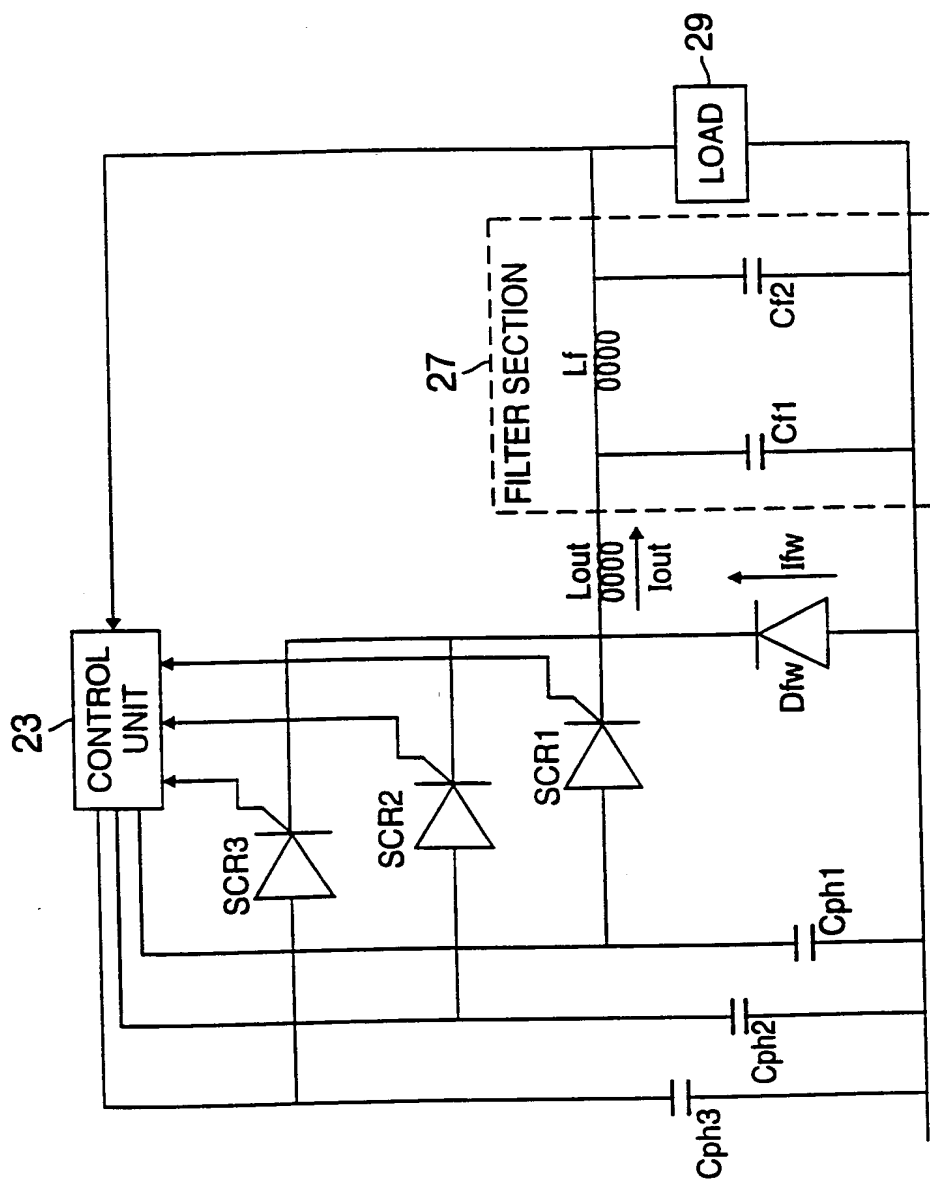 23
CONTROL
UNIT
SCR3
SCR2
SCR1
Cph3
Cph2
Cph1
Dfw
Ifw
Lout
Iout
27
FILTER SECTION
Lf
Cf1
Cf2
LOAD
29